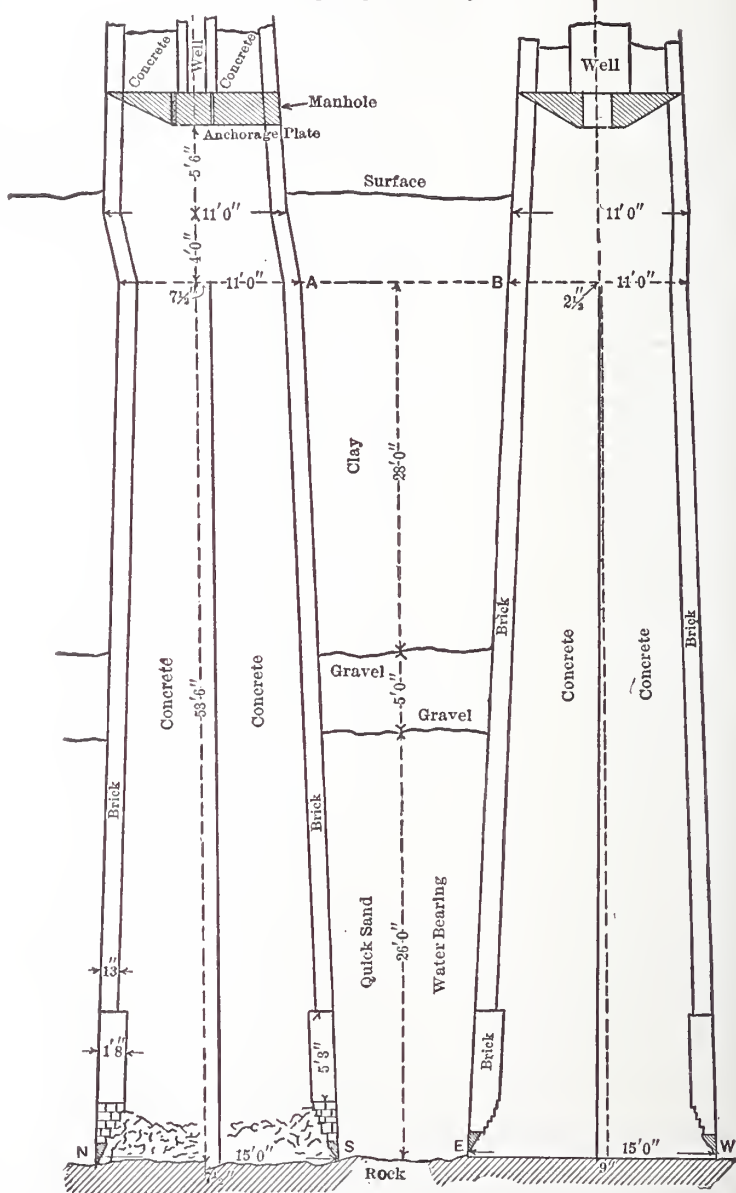 Concrete
Well
Concrete
Well
Manhole
Anchorage Plate
5'6"
Surface
11'0"
11'0"
4'-0"
11'-0"
A
B
11'-0"
7½"
2½"
Clay
28'-0"
Brick
Brick
Concrete
Concrete
Concrete
Concrete
53'-6"
Gravel
5'-0"
Gravel
Brick
Brick
Quick Sand
26'-0"
Water Bearing
13"
1'8"
5'3"
Brick
N
15'0"
S
E
15'0"
W
Rock
9"